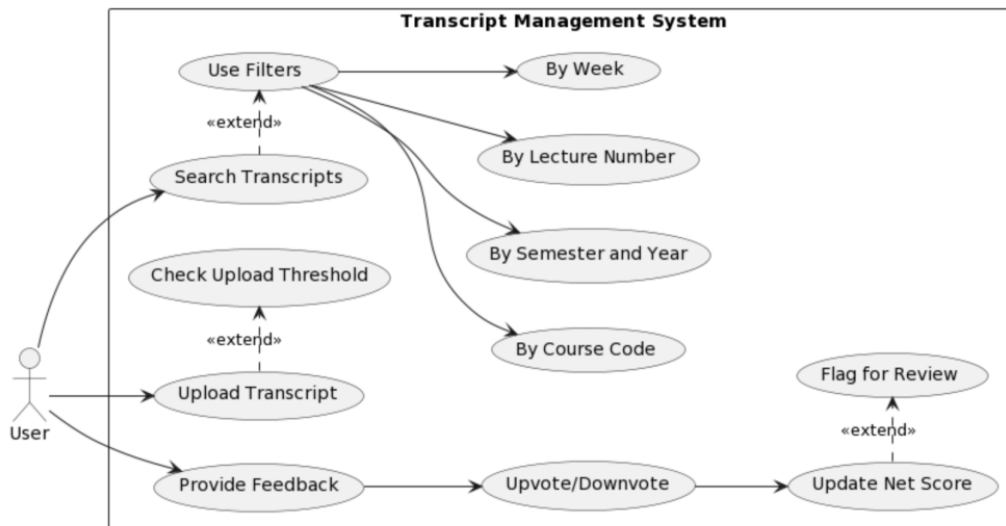 Transcript Management System
Use Filters
By Week
«extend»
By Lecture Number
Search Transcripts
By Semester and Year
Check Upload Threshold
«extend»
By Course Code
Flag for Review
Upload Transcript
User
«extend»
Provide Feedback
Upvote/Downvote
Update Net Score